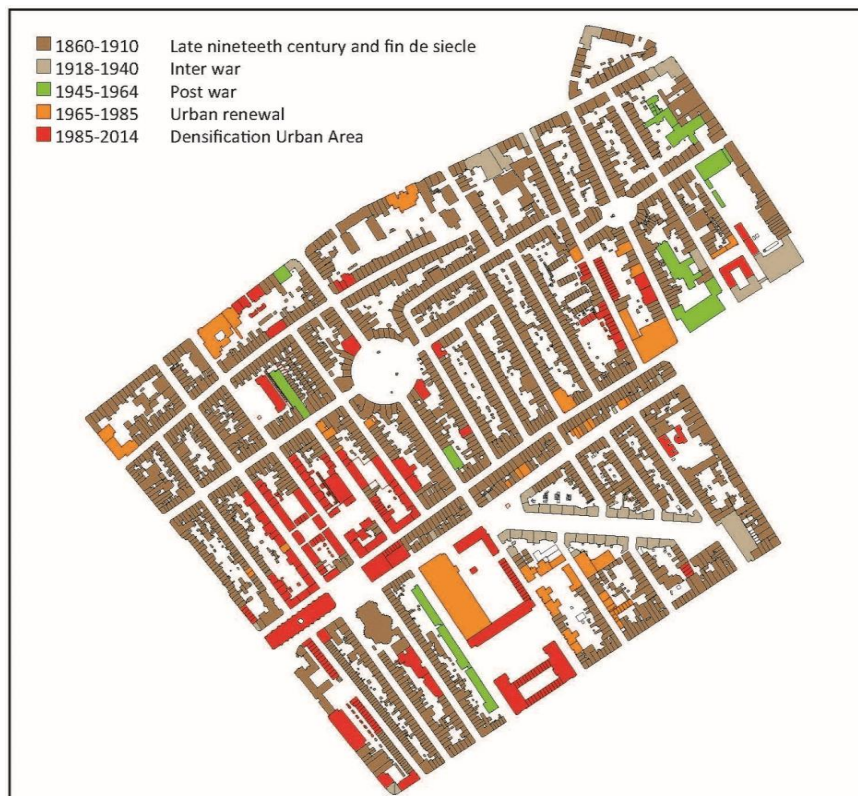 1860-1910 Late nineteeth century and fin de siecle
1918-1940 Inter war
1945-1964 Post war
1965-1985 Urban renewal
1985-2014 Densification Urban Area